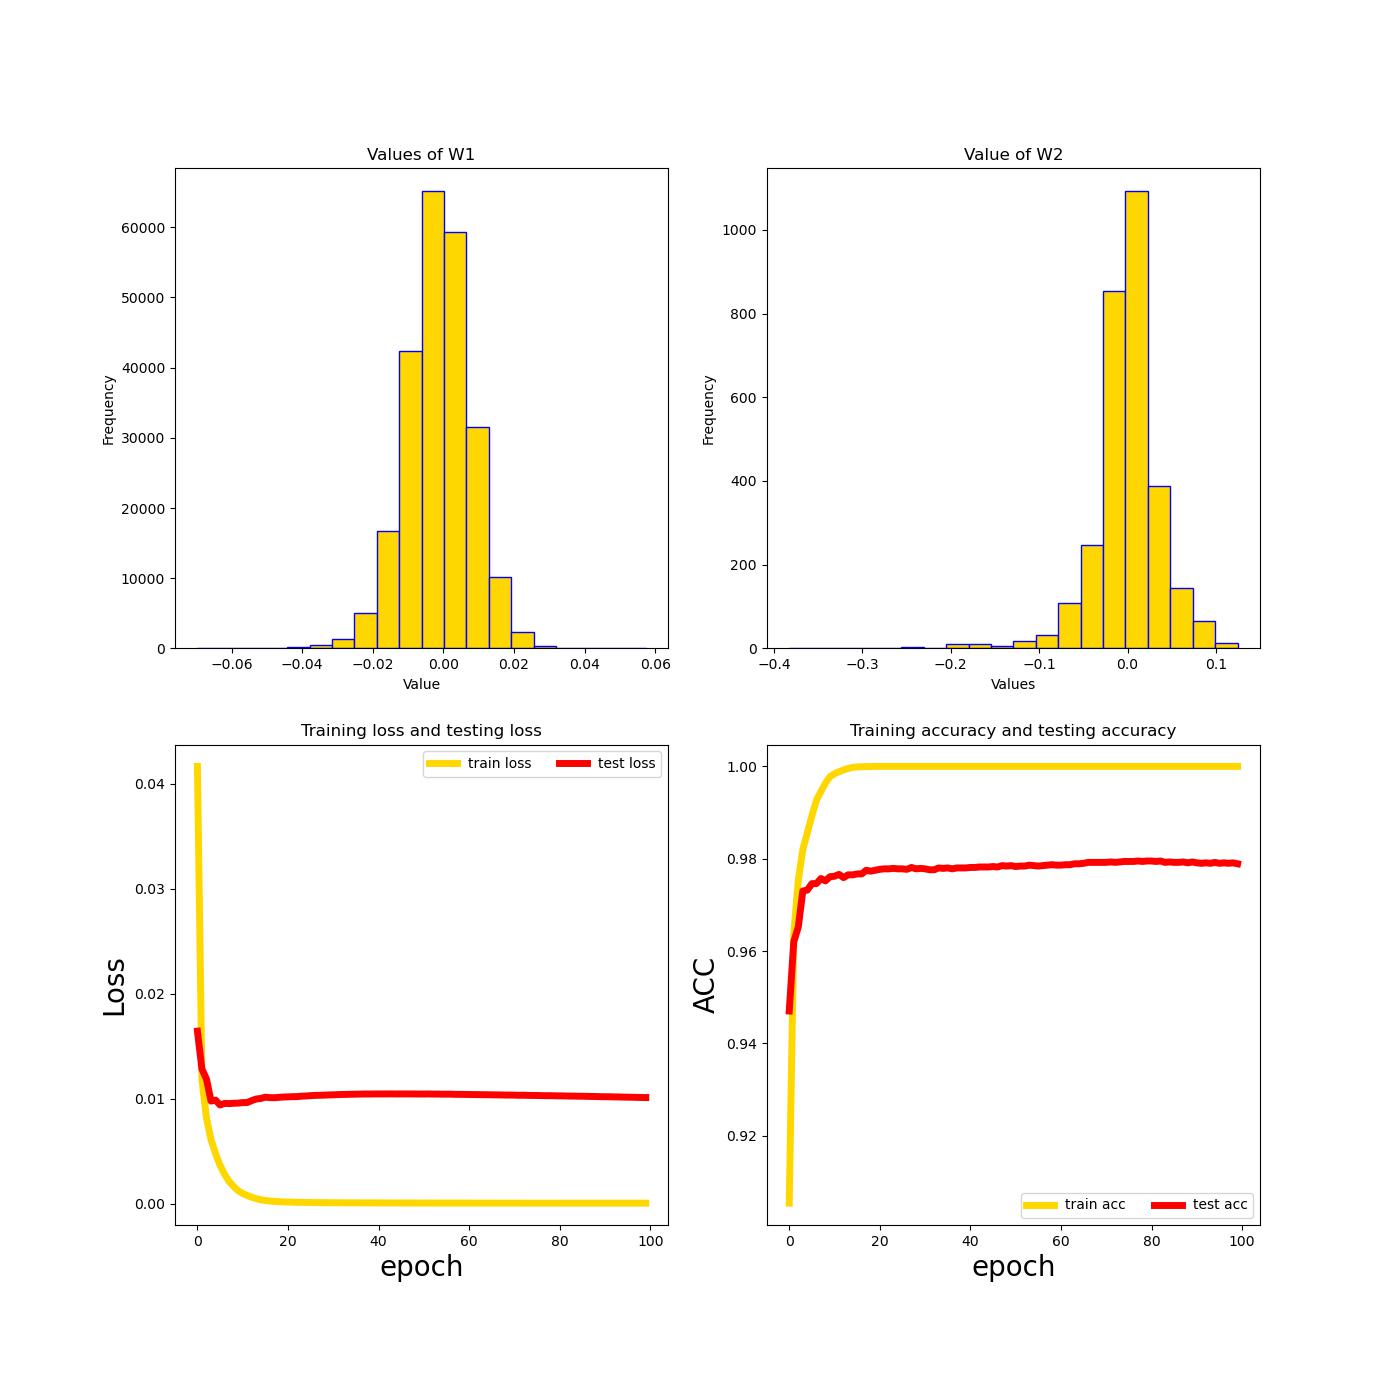 Values of W1
60000
50000
40000
30000
20000
10000
0
Frequency
−0.06 −0.04 −0.02 0.00 0.02 0.04 0.06
Value
Value of W2
1000
800
600
400
200
0
Frequency
−0.4 −0.3 −0.2 −0.1 0.0 0.1
Values
Training loss and testing loss
train loss test loss
0.04
0.03
0.02
0.01
0.00
Loss
0 20 40 60 80 100
epoch
Training accuracy and testing accuracy
1.00
0.98
0.96
0.94
0.92
ACC
train acc test acc
0 20 40 60 80 100
epoch